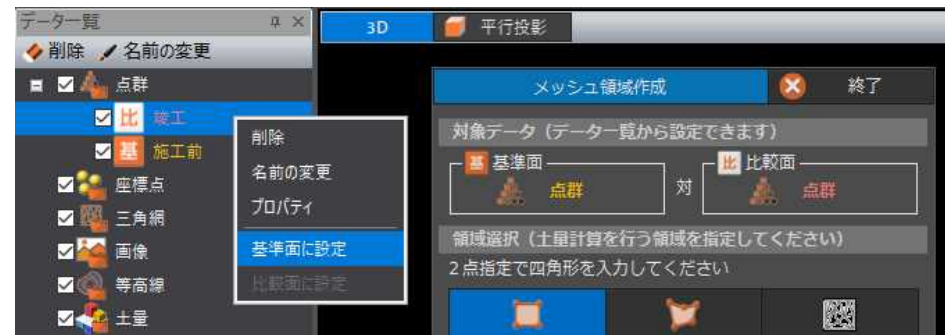 データ一覧
削除 名前の変更
点群
比 竣工
基 施工前
座標点
三角網
画像
等高線
土量
削除
名前の変更
プロパティ
基準面に設定
比較面に設定
3D 平行投影
メッシュ領域作成 終了
対象データ（データ一覧から設定できます）
基 基準面
点群
対
比 比較面
点群
領域選択（土量計算を行う領域を指定してください）
2点指定で四角形を入力してください